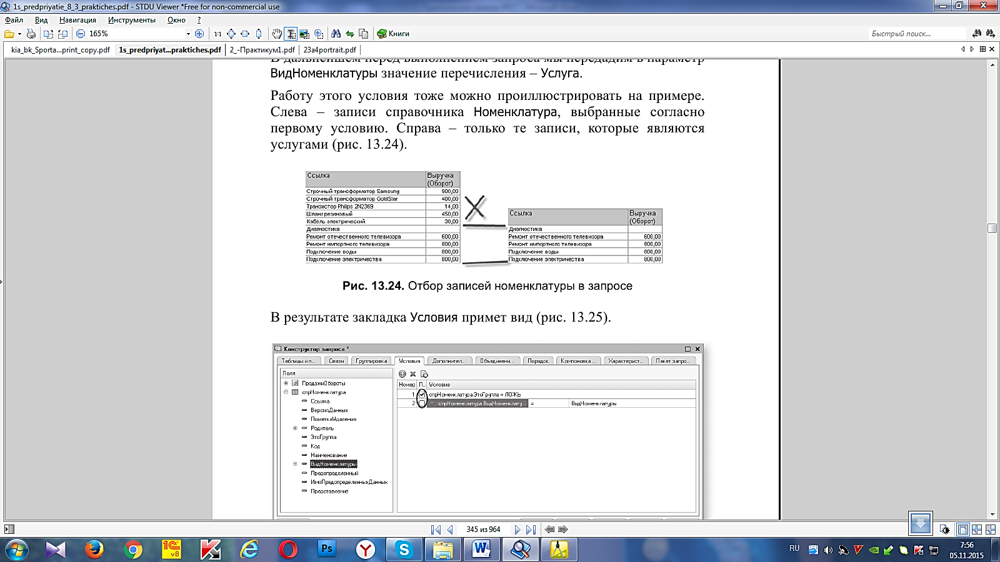 1s_predpriyatie_8_3_praktiches.pdf - STDU Viewer *Free for non-commercial use
Файл Вид Навигация Инструменты Окно ?
165% 1:1 Книги Быстрый поиск...
kia_bk_Sporta...print_copy.pdf 1s_predpriyat...praktiches.pdf 2_-Практикум1.pdf 23a4portrait.pdf
В дальнейшем перед выполнением запроса мы передадим в параметр
ВидНоменклатуры значение перечисления – Услуга.
Работу этого условия тоже можно проиллюстрировать на примере.
Слева – записи справочника Номенклатура, выбранные согласно
первому условию. Справа – только те записи, которые являются
услугами (рис. 13.24).
Ссылка Выручка (Оборот)
Строчный трансформатор Samsung 900,00
Строчный трансформатор GoldStar 400,00
Транзистор Philips 2N2369 14,00
Шланг резиновый 450,00
Кабель электрический 30,00
Диагностика
Ремонт отечественного телевизора 600,00
Ремонт импортного телевизора 800,00
Подключение воды 800,00
Подключение электричества 800,00
Ссылка Выручка (Оборот)
Диагностика
Ремонт отечественного телевизора 600,00
Ремонт импортного телевизора 800,00
Подключение воды 800,00
Подключение электричества 800,00
Рис. 13.24. Отбор записей номенклатуры в запросе
В результате закладка Условия примет вид (рис. 13.25).
Конструктор запроса *
Таблицы и п... Связи Группировка Условия Дополнител... Объединени... Порядок Компоновка ... Характерист... Пакет запро...
Поля
ПродажиОбороты
спрНоменклатура
Ссылка
ВерсияДанных
ПометкаУдаления
Родитель
ЭтоГруппа
Код
Наименование
ВидНоменклатуры
Предопределенный
ИмяПредопределенныхДанных
Представление
Номер П.. Условие
1 спрНоменклатура.ЭтоГруппа = ЛОЖЬ
2 спрНоменклатура.ВидНоменклату... = ВидНоменклатуры
345 из 964
RU 7:56
05.11.2015